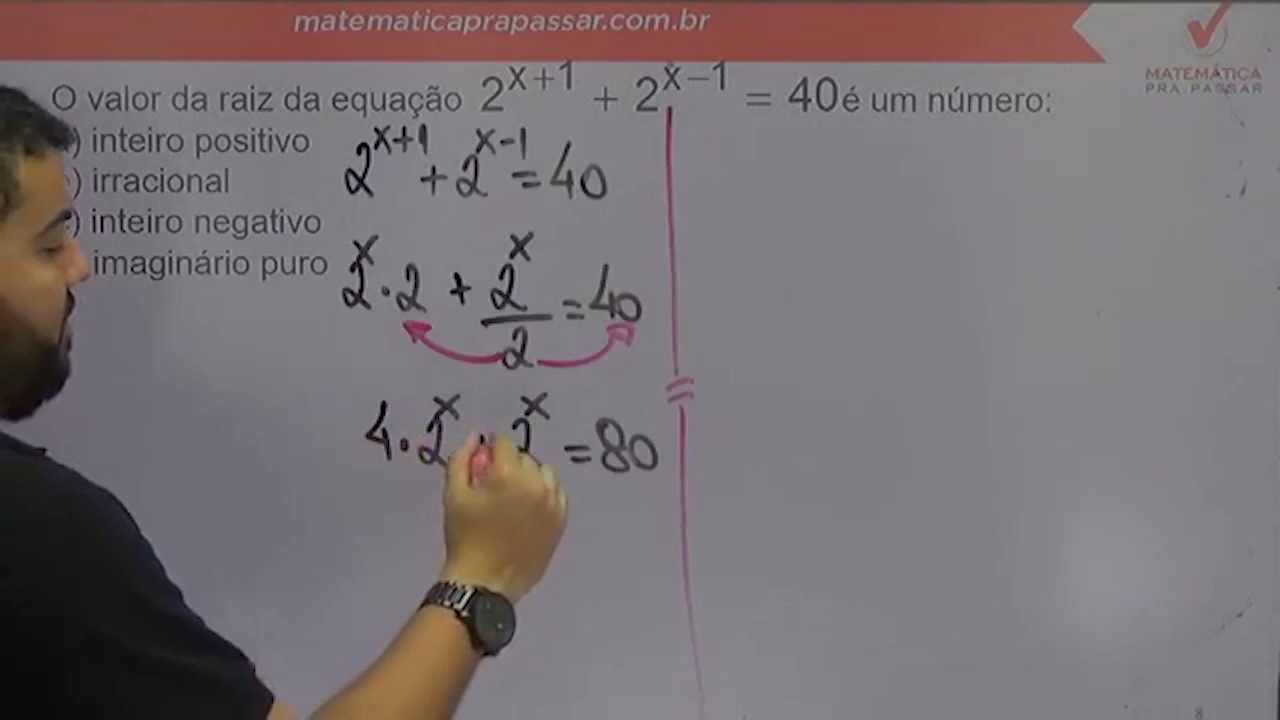 matematicaprapassar.com.br
MATEMÁTICA
PRA PASSAR
O valor da raiz da equação 2^{x+1} + 2^{x-1} = 40 é um número:
) inteiro positivo
) irracional
) inteiro negativo
imaginário puro
2^{x+1} + 2^{x-1} = 40
2^x · 2 + 2^x/2 = 40
4 · 2^x + 2^x = 80